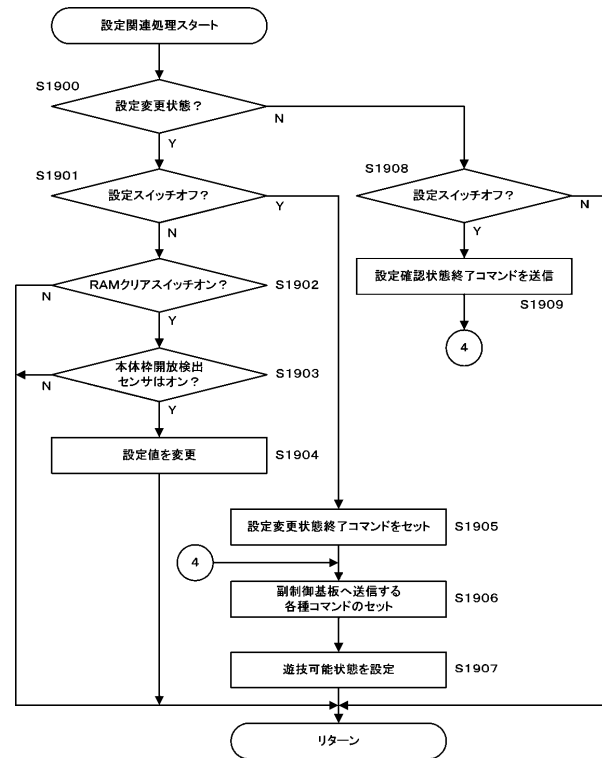 設定関連処理スタート
S1900
設定変更状態？
N
Y
S1901
設定スイッチオフ？
Y
N
S1908
設定スイッチオフ？
N
Y
設定確認状態終了コマンドを送信
S1909
4
RAMクリアスイッチオン？
S1902
N
Y
本体枠開放検出
センサはオン？
S1903
N
Y
設定値を変更
S1904
設定変更状態終了コマンドをセット
S1905
4
副制御基板へ送信する
各種コマンドのセット
S1906
遊技可能状態を設定
S1907
リターン